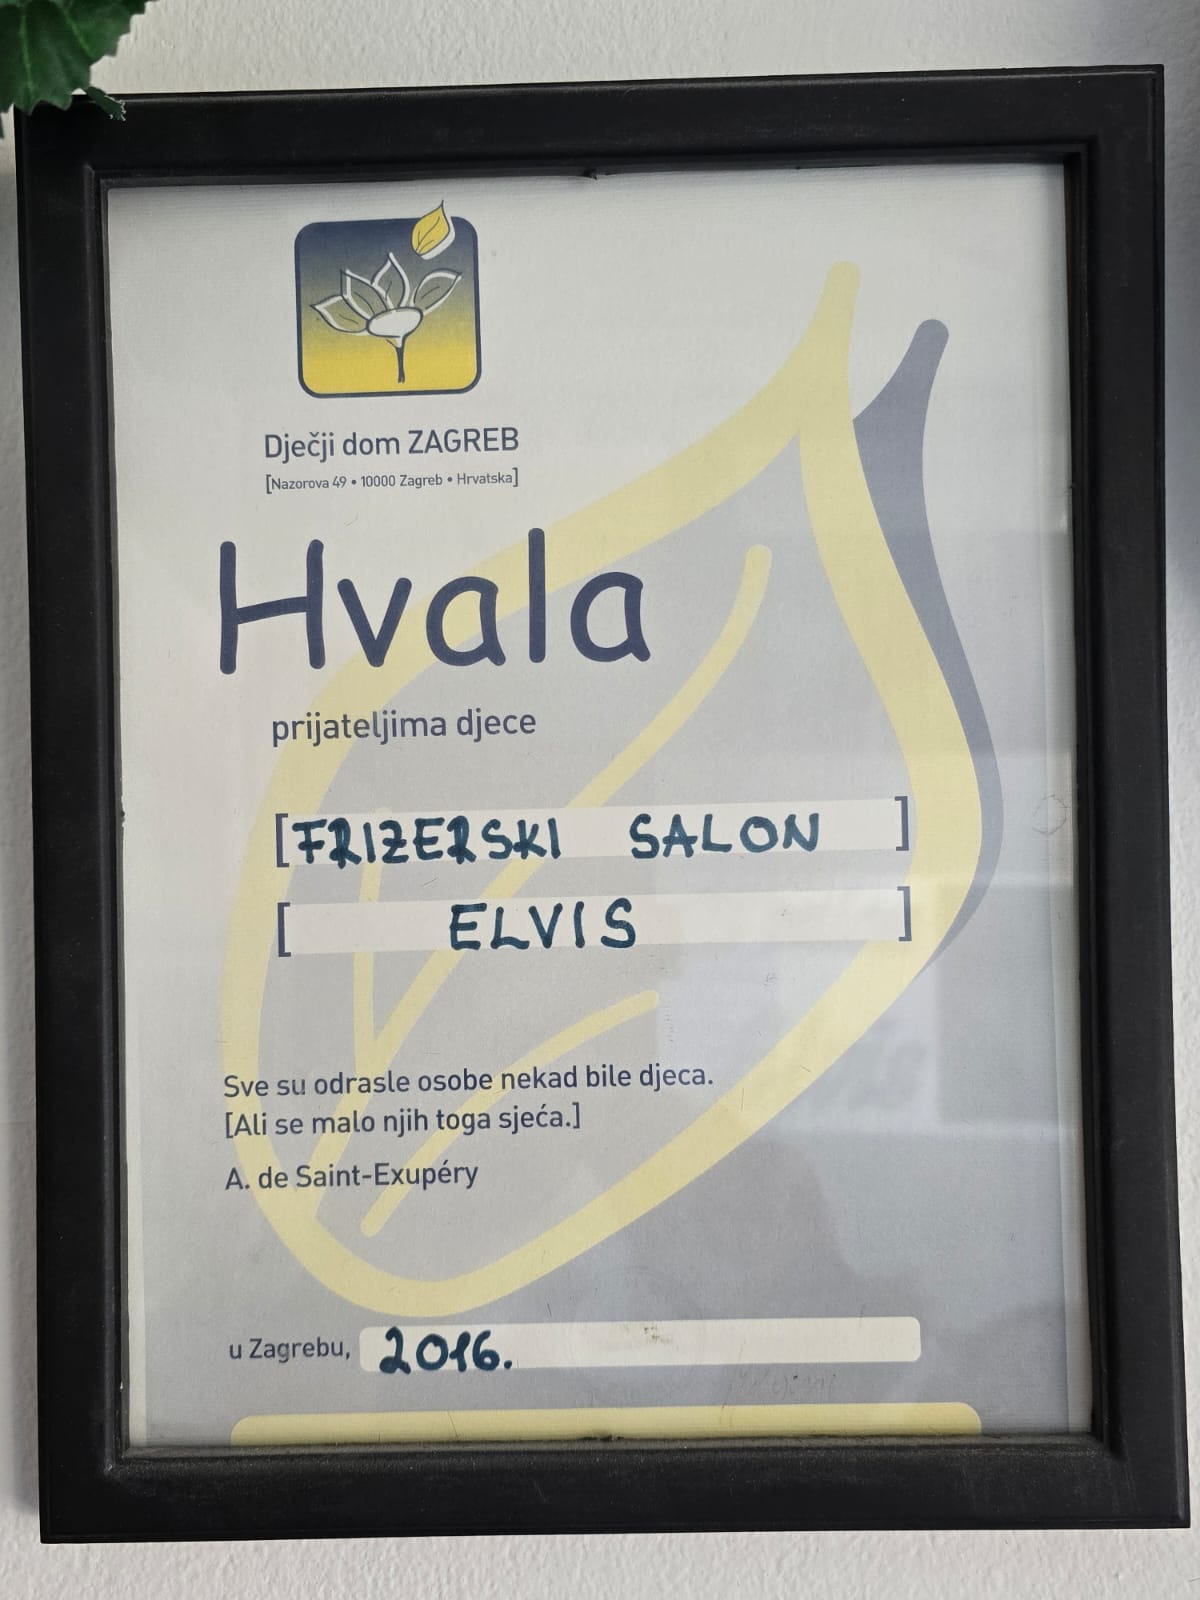 Dječji dom ZAGREB
[Nazorova 49 • 10000 Zagreb • Hrvatska]
Hvala
prijateljima djece
[FRIZERSKI SALON]
[ELVIS]
Sve su odrasle osobe nekad bile djeca.
[Ali se malo njih toga sjeća.]
A. de Saint-Exupéry
u Zagrebu, 2016.